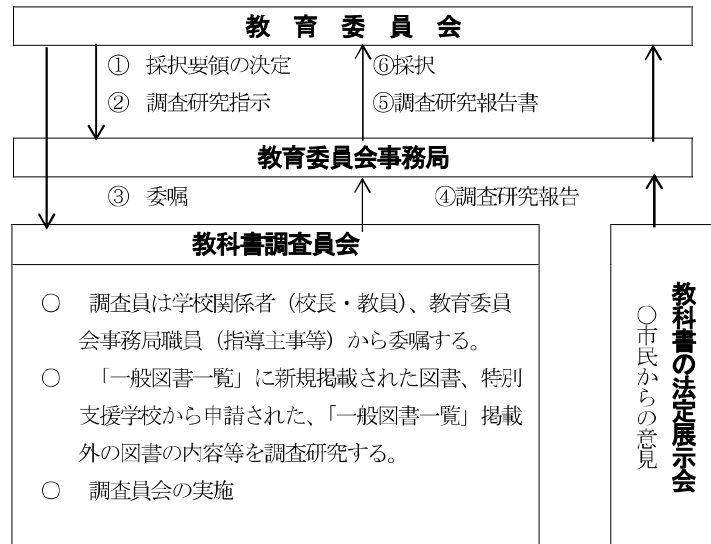 教　育　委　員　会
①　採択要領の決定
⑥採択
②　調査研究指示
⑤調査研究報告書
教育委員会事務局
③　委嘱
④調査研究報告
教科書調査員会
○　調査員は学校関係者（校長・教員）、教育委員
会事務局職員（指導主事等）から委嘱する。
○　「一般図書一覧」に新規掲載された図書、特別
支援学校から申請された、「一般図書一覧」掲載
外の図書の内容等を調査研究する。
○　調査員会の実施
教科書の法定展示会
○市民からの意見